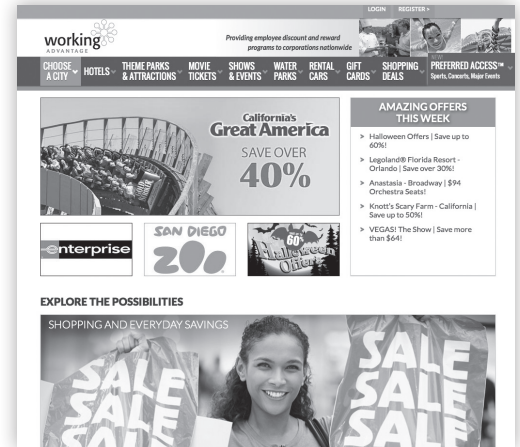 LOGIN REGISTER +
working
ADVANTAGE
Providing employee discount and reward
programs to corporations nationwide
CHOOSE
A CITY
HOTELS
THEME PARKS
& ATTRACTIONS
MOVIE
TICKETS
SHOWS
& EVENTS
WATER
PARKS
RENTAL
CARS
GIFT
CARDS
SHOPPING
DEALS
NEW
PREFERRED ACCESS™
Sports, Concerts, Major Events
California's
Great America
SAVE OVER
40%
AMAZING OFFERS
THIS WEEK
> Halloween Offers | Save up to
60%!
> Legoland® Florida Resort -
Orlando | Save over 30%!
> Anastasia - Broadway | $94
Orchestra Seats!
> Knott's Scary Farm - California |
Save up to 50%!
> VEGAS! The Show | Save more
than $64!
enterprise
SAN DIEGO
ZOO
60%
Halloween
Offers
EXPLORE THE POSSIBILITIES
SHOPPING AND EVERYDAY SAVINGS
SALE
SALE
SALE
SALE
SALE
SALE